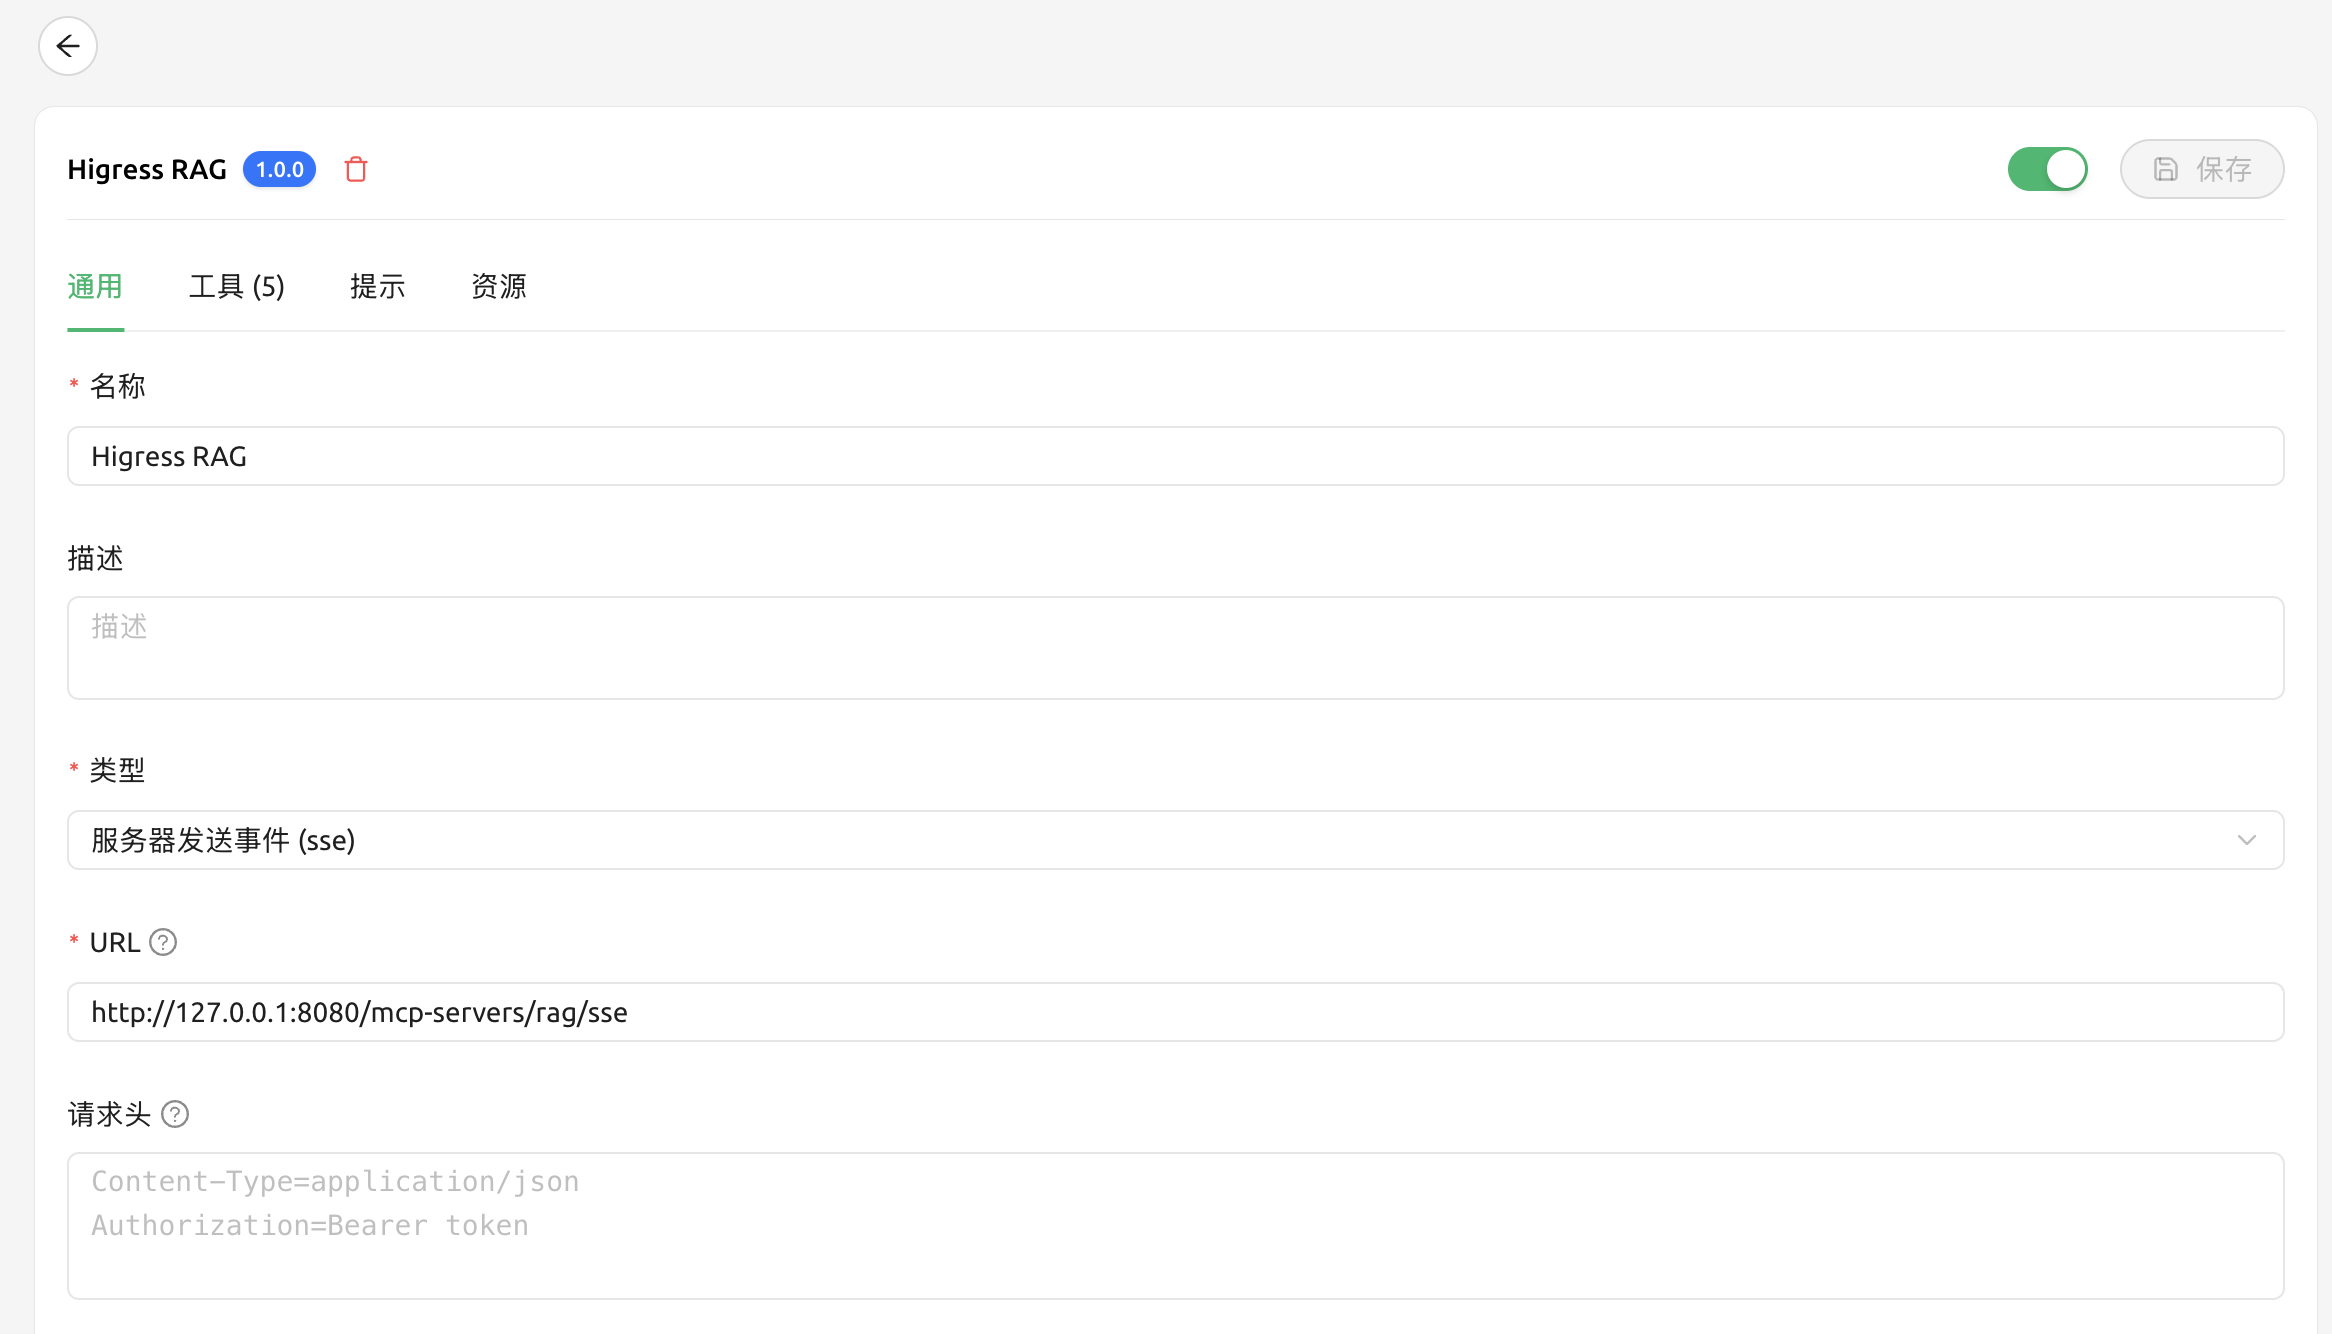 Higress RAG 1.0.0 保存
通用 工具 (5) 提示 资源
* 名称
Higress RAG
描述
描述
* 类型
服务器发送事件 (sse)
* URL ?
http://127.0.0.1:8080/mcp-servers/rag/sse
请求头 ?
Content-Type=application/json
Authorization=Bearer token